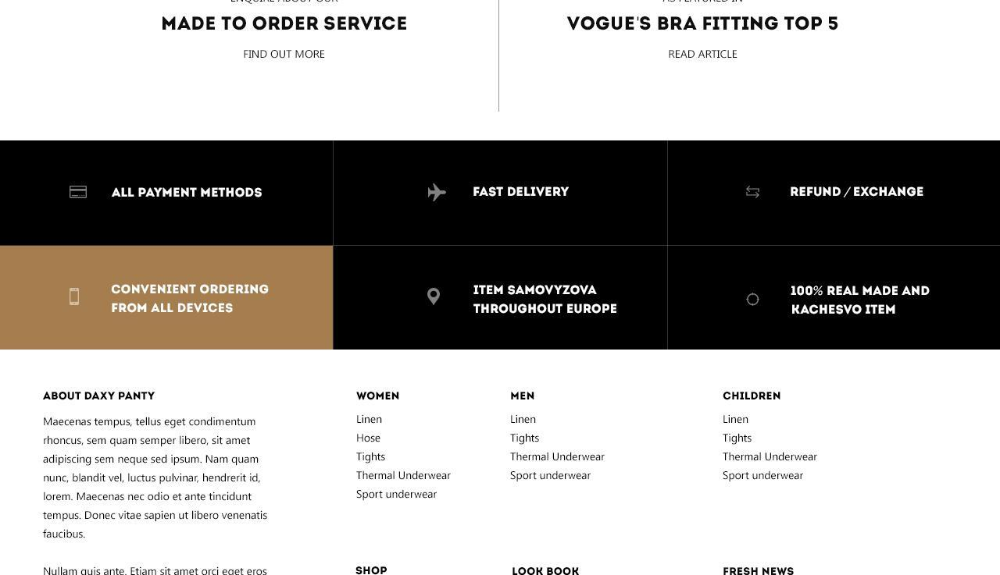 ENQUIRE ABOUT OUR
MADE TO ORDER SERVICE
FIND OUT MORE
AS FEATURED IN
VOGUE'S BRA FITTING TOP 5
READ ARTICLE
ALL PAYMENT METHODS
FAST DELIVERY
REFUND / EXCHANGE
CONVENIENT ORDERING
FROM ALL DEVICES
ITEM SAMOVYZOVA
THROUGHOUT EUROPE
100% REAL MADE AND
KACHESVO ITEM
ABOUT DAXY PANTY
Maecenas tempus, tellus eget condimentum
rhoncus, sem quam semper libero, sit amet
adipiscing sem neque sed ipsum. Nam quam
nunc, blandit vel, luctus pulvinar, hendrerit id,
lorem. Maecenas nec odio et ante tincidunt
tempus. Donec vitae sapien ut libero venenatis
faucibus.
Nullam quis ante. Etiam sit amet orci eget eros
WOMEN
Linen
Hose
Tights
Thermal Underwear
Sport underwear
MEN
Linen
Tights
Thermal Underwear
Sport underwear
CHILDREN
Linen
Tights
Thermal Underwear
Sport underwear
SHOP
LOOK BOOK
FRESH NEWS